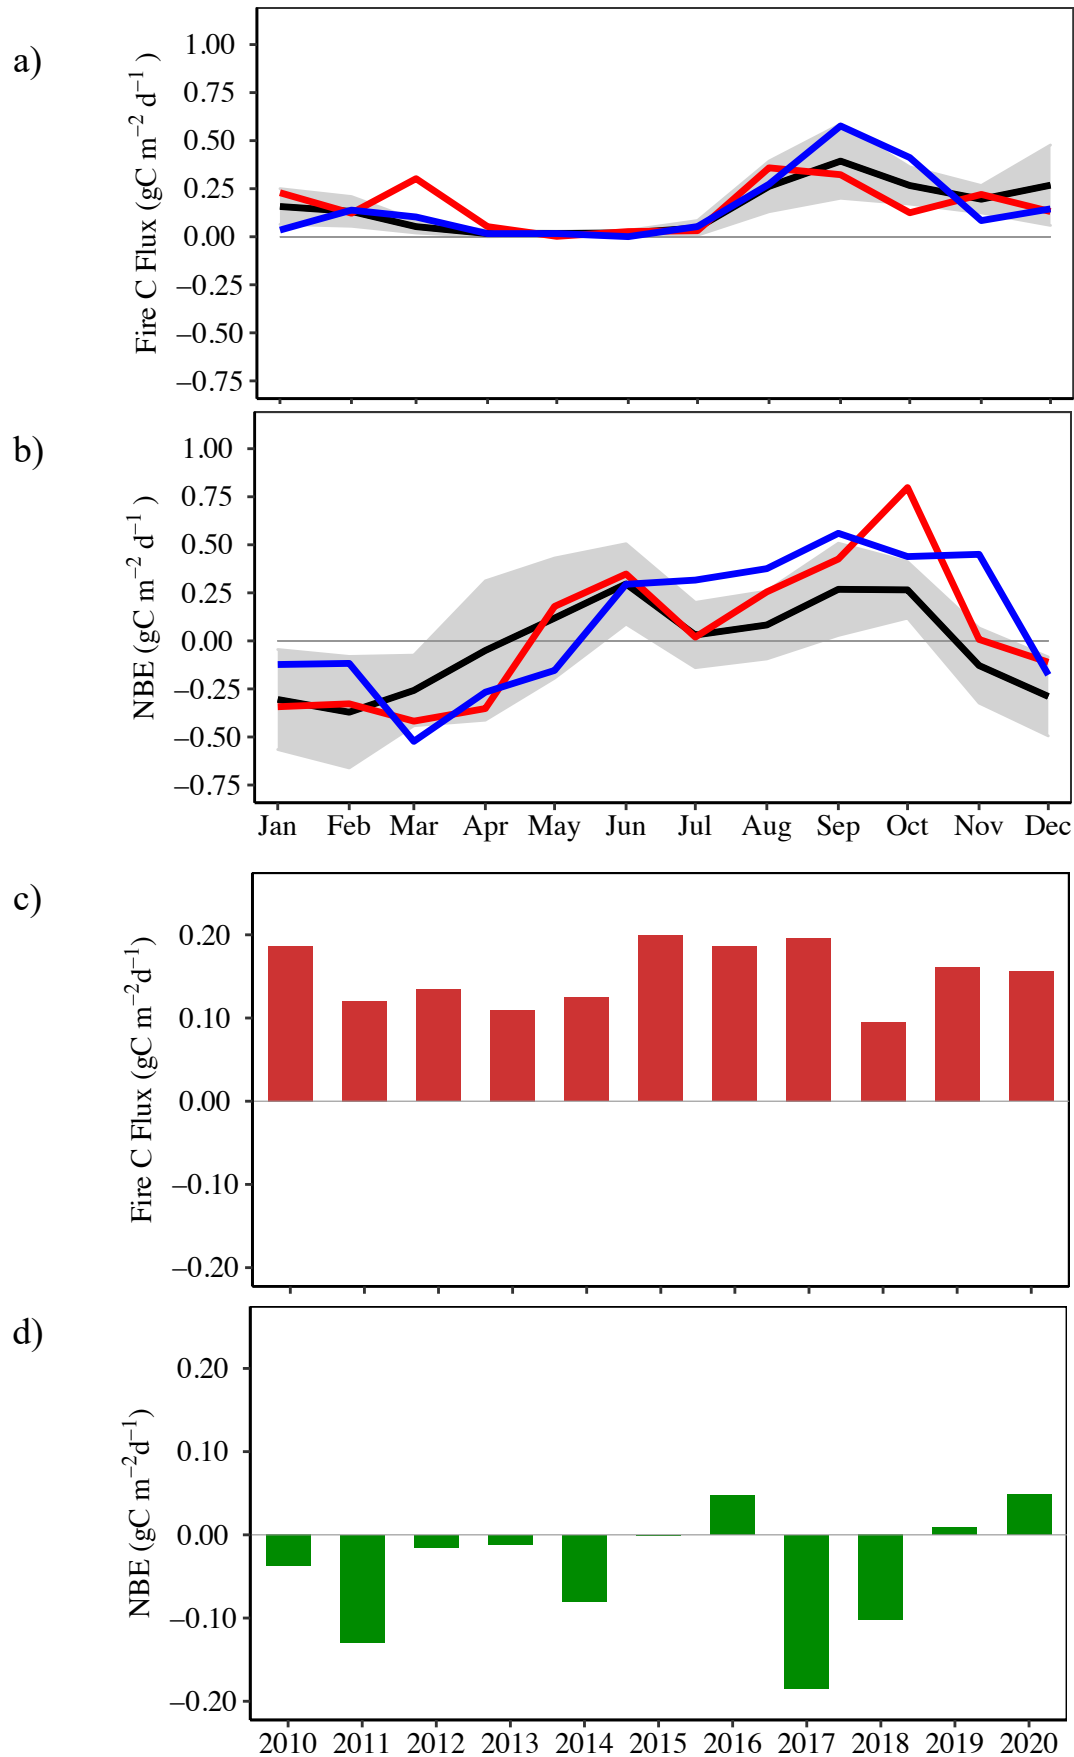 a)
Fire C Flux (gC m⁻² d⁻¹ )
1.00
0.75
0.50
0.25
0.00
−0.25
−0.50
−0.75
b)
NBE (gC m⁻² d⁻¹ )
1.00
0.75
0.50
0.25
0.00
−0.25
−0.50
−0.75
Jan Feb Mar Apr May Jun Jul Aug Sep Oct Nov Dec
c)
Fire C Flux (gC m⁻²d⁻¹)
0.20
0.10
0.00
−0.10
−0.20
d)
NBE (gC m⁻²d⁻¹)
0.20
0.10
0.00
−0.10
−0.20
2010 2011 2012 2013 2014 2015 2016 2017 2018 2019 2020